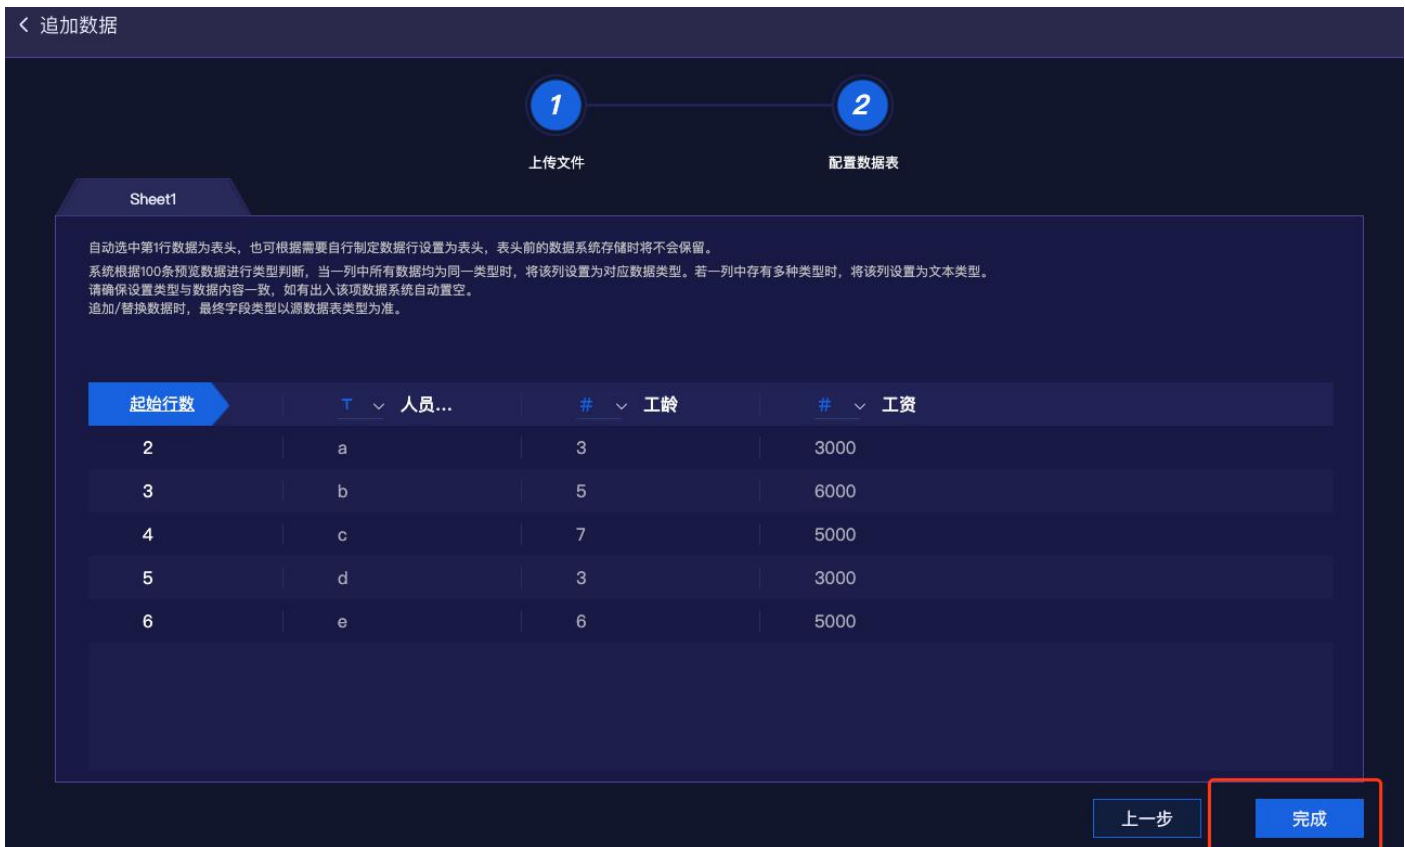 追加数据
1 2
上传文件 配置数据表
Sheet1
自动选中第1行数据为表头，也可根据需要自行制定数据行设置为表头，表头前的数据系统存储时将不会保留。
系统根据100条预览数据进行类型判断，当一列中所有数据均为同一类型时，将该列设置为对应数据类型。若一列中存有多种类型时，将该列设置为文本类型。
请确保设置类型与数据内容一致，如有出入该项数据系统自动置空。
追加/替换数据时，最终字段类型以源数据表类型为准。
起始行数 T 人员... # 工龄 # 工资
2 a 3 3000
3 b 5 6000
4 c 7 5000
5 d 3 3000
6 e 6 5000
上一步 完成